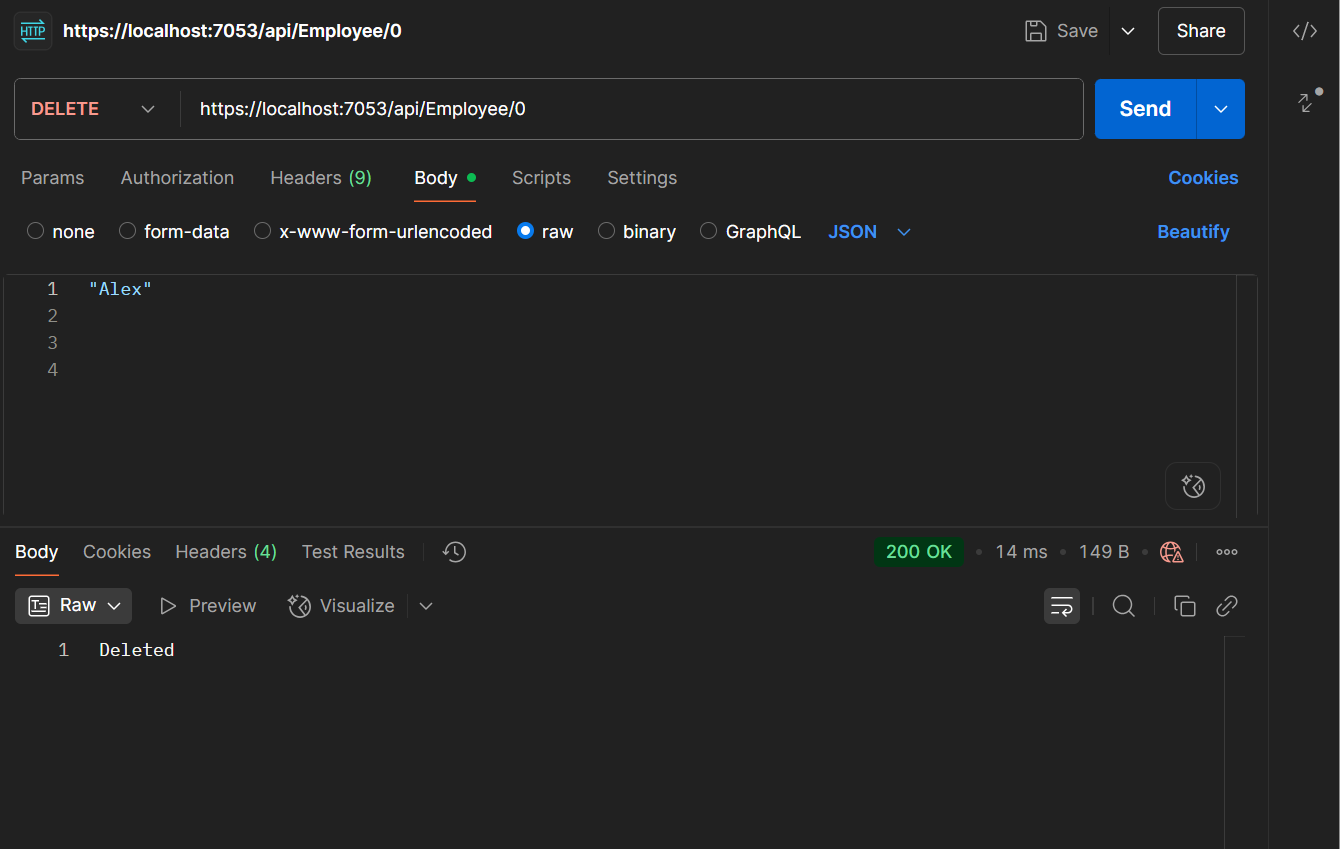 HTTP https://localhost:7053/api/Employee/0 Save Share
DELETE https://localhost:7053/api/Employee/0 Send
Params Authorization Headers (9) Body Scripts Settings Cookies
none form-data x-www-form-urlencoded raw binary GraphQL JSON Beautify
1 "Alex"
2
3
4
Body Cookies Headers (4) Test Results 200 OK • 14 ms • 149 B
Raw Preview Visualize
1 Deleted